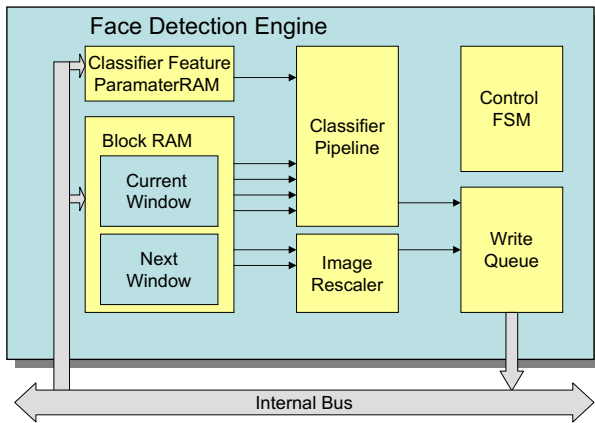 Face Detection Engine
Classifier Feature
ParamaterRAM
Block RAM
Current
Window
Next
Window
Classifier
Pipeline
Image
Rescaler
Control
FSM
Write
Queue
Internal Bus